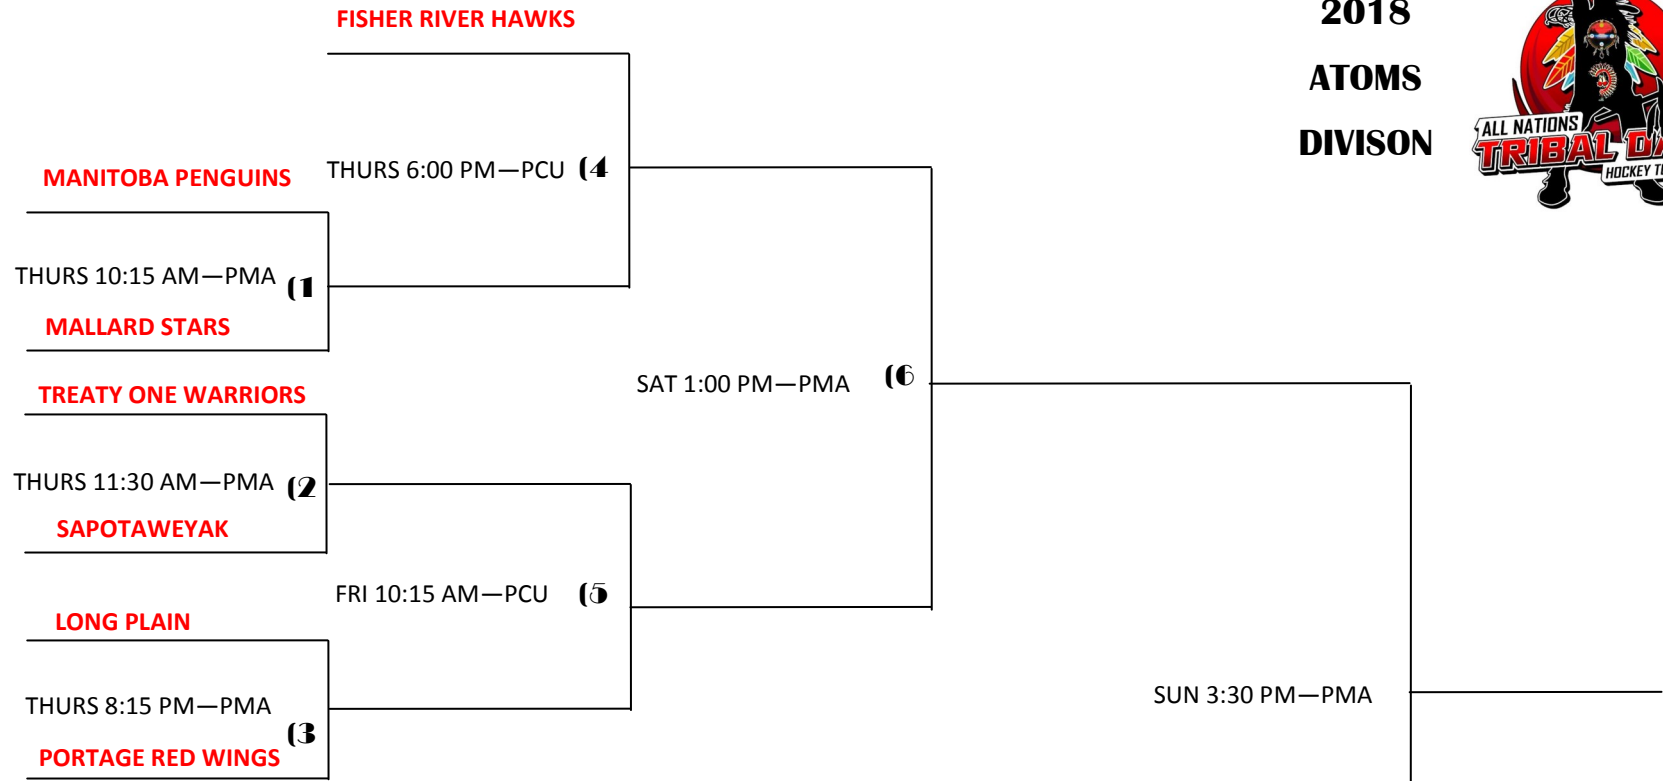 FISHER RIVER HAWKS
2018
ATOMS
DIVISON
ALL NATIONS
TRIBAL
HOCKEY
MANITOBA PENGUINS
THURS 6:00 PM—PCU (4
THURS 10:15 AM—PMA (1
MALLARD STARS
TREATY ONE WARRIORS
SAT 1:00 PM—PMA (6
THURS 11:30 AM—PMA (2
SAPOTAWEYAK
FRI 10:15 AM—PCU (5
LONG PLAIN
THURS 8:15 PM—PMA (3
SUN 3:30 PM—PMA
PORTAGE RED WINGS